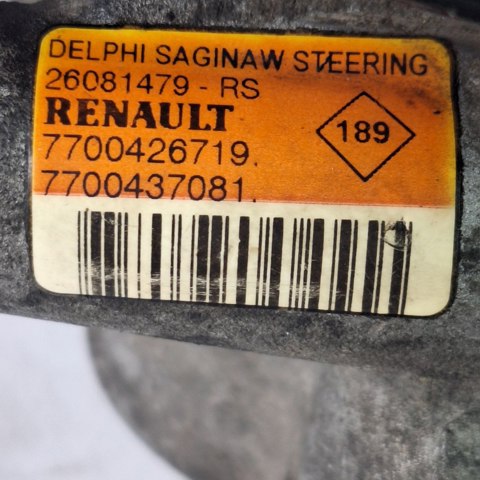 DELPHI SAGINAW STEERING
26081479 - RS
RENAULT
189
7700426719.
7700437081.